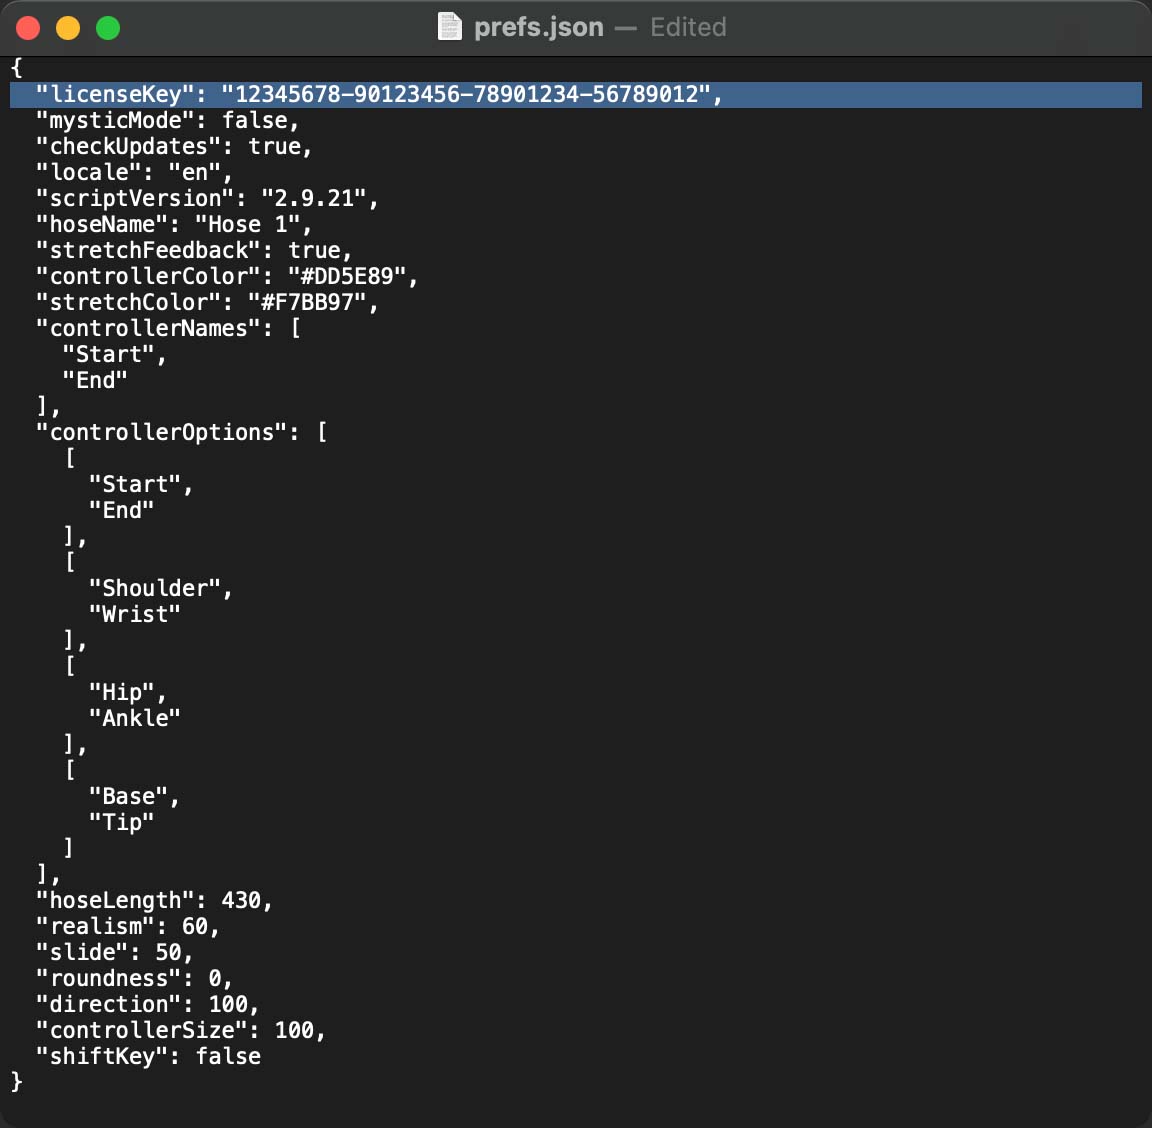 prefs.json — Edited
{
  "licenseKey": "12345678-90123456-78901234-56789012",
  "mysticMode": false,
  "checkUpdates": true,
  "locale": "en",
  "scriptVersion": "2.9.21",
  "hoseName": "Hose 1",
  "stretchFeedback": true,
  "controllerColor": "#DD5E89",
  "stretchColor": "#F7BB97",
  "controllerNames": [
    "Start",
    "End"
  ],
  "controllerOptions": [
    [
      "Start",
      "End"
    ],
    [
      "Shoulder",
      "Wrist"
    ],
    [
      "Hip",
      "Ankle"
    ],
    [
      "Base",
      "Tip"
    ]
  ],
  "hoseLength": 430,
  "realism": 60,
  "slide": 50,
  "roundness": 0,
  "direction": 100,
  "controllerSize": 100,
  "shiftKey": false
}